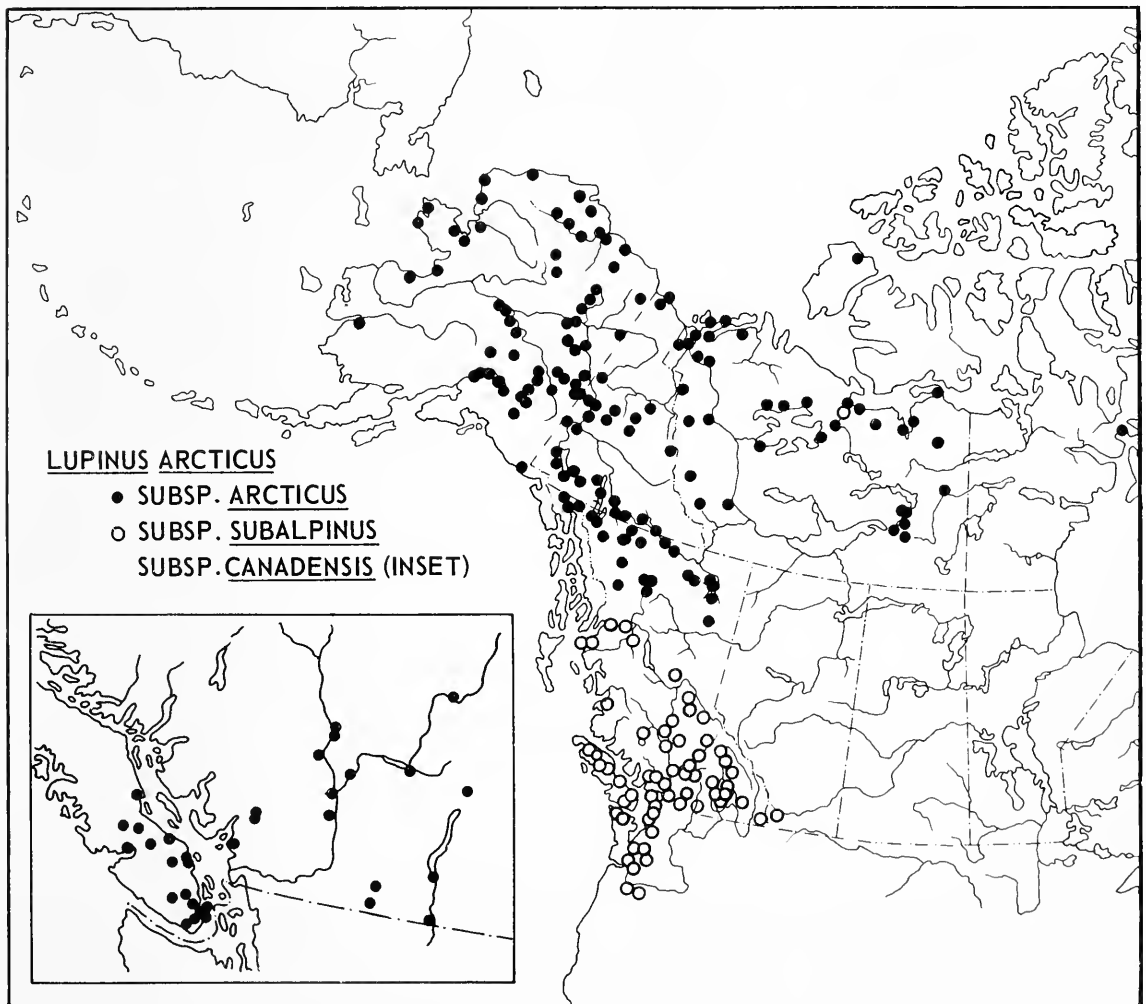 LUPINUS ARCTICUS
● SUBSP. ARCTICUS
○ SUBSP. SUBALPINUS
SUBSP. CANADENSIS (INSET)